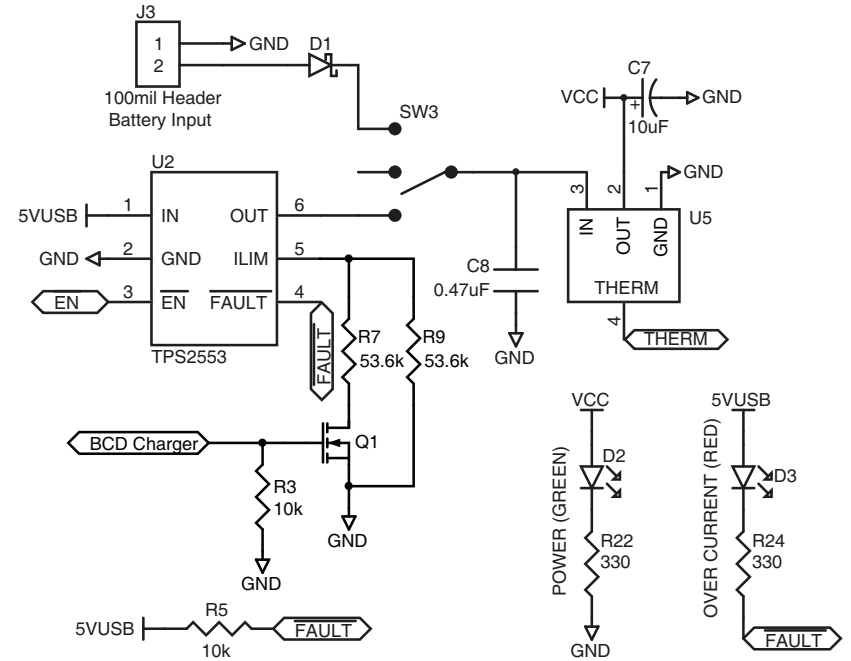 J3
1
2
GND
D1
100mil Header
Battery Input
SW3
C7
VCC
+
10uF
GND
U2
TPS2553
5VUSB
1
IN
OUT
6
GND
2
GND
ILIM
5
EN
3
EN
FAULT
4
FAULT
R7
53.6k
R9
53.6k
C8
0.47uF
GND
3
2
1
GND
IN
OUT
GND
U5
THERM
4
THERM
BCD Charger
Q1
R3
10k
GND
GND
5VUSB
R5
10k
FAULT
VCC
POWER (GREEN)
D2
R22
330
GND
5VUSB
OVER CURRENT (RED)
D3
R24
330
FAULT